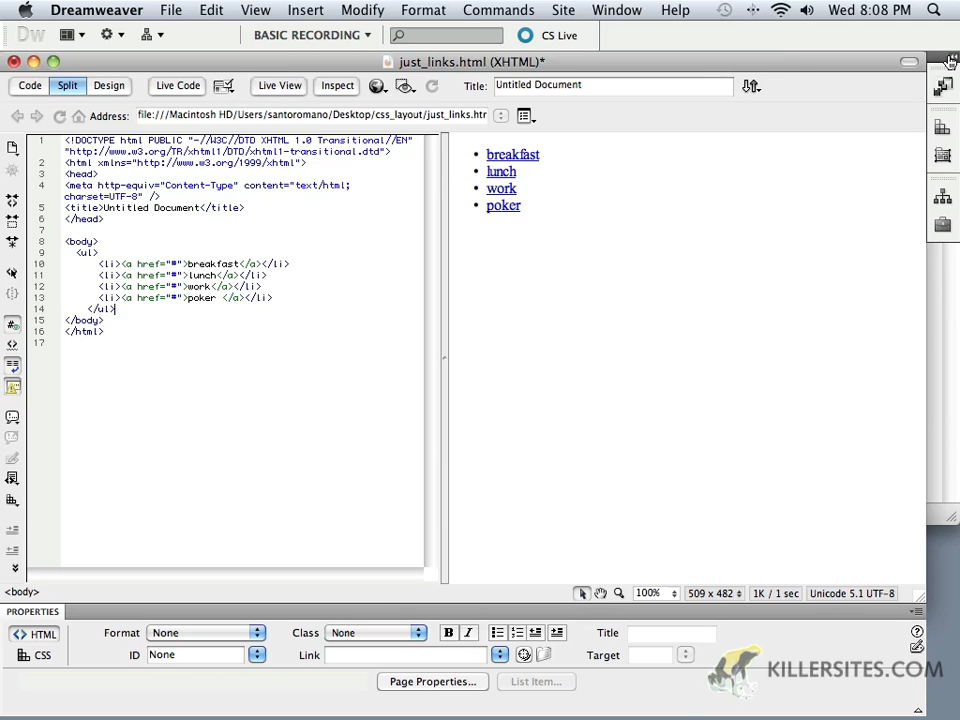 Dreamweaver File Edit View Insert Modify Format Commands Site Window Help Wed 8:08 PM
Dw BASIC RECORDING CS Live
just_links.html (XHTML)*
Code Split Design Live Code Live View Inspect Title: Untitled Document
Address: file:///Macintosh HD/Users/santoromano/Desktop/css_layout/just_links.htr
1 <!DOCTYPE html PUBLIC "-//W3C//DTD XHTML 1.0 Transitional//EN"
"http://www.w3.org/TR/xhtml1/DTD/xhtml1-transitional.dtd">
2 <html xmlns="http://www.w3.org/1999/xhtml">
3 <head>
4 <meta http-equiv="Content-Type" content="text/html;
charset=UTF-8" />
5 <title>Untitled Document</title>
6 </head>
7
8 <body>
9 <ul>
10 <li><a href="#">breakfast</a></li>
11 <li><a href="#">lunch</a></li>
12 <li><a href="#">work</a></li>
13 <li><a href="#">poker </a></li>
14 </ul>
15 </body>
16 </html>
17
• breakfast
• lunch
• work
• poker
<body> 100% 509 x 482 1K / 1 sec Unicode 5.1 UTF-8
PROPERTIES
<> HTML Format None Class None B I Title
CSS ID None Link Target
Page Properties... List Item...
KILLERSITES.COM